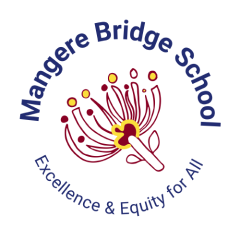 Mangere Bridge School
Excellence & Equity for All